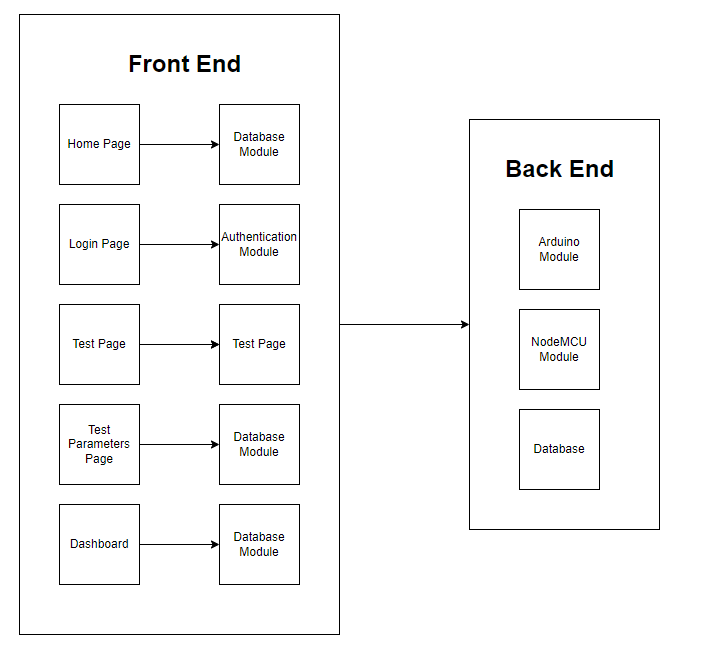 Front End
Home Page
Database
Module
Login Page
Authentication
Module
Test Page
Test Page
Test
Parameters
Page
Database
Module
Dashboard
Database
Module
Back End
Arduino
Module
NodeMCU
Module
Database